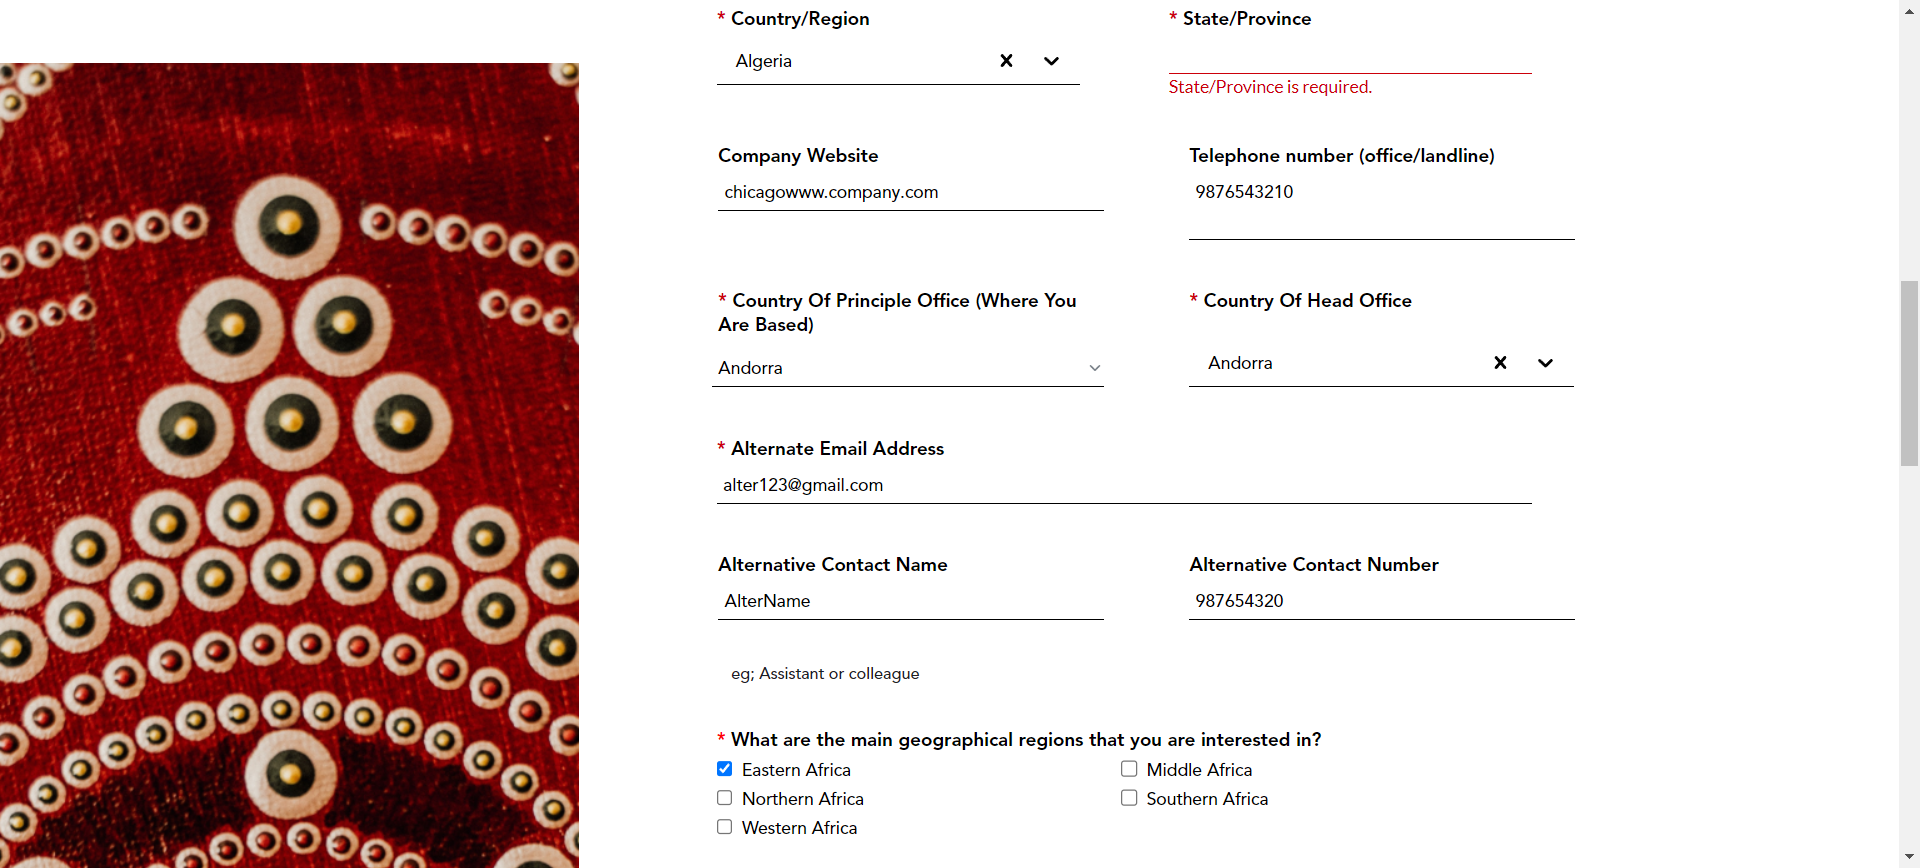 * Country/Region
* State/Province
Algeria
State/Province is required.
Company Website
Telephone number (office/landline)
chicagowww.company.com
9876543210
* Country Of Principle Office (Where You
Are Based)
* Country Of Head Office
Andorra
Andorra
* Alternate Email Address
alter123@gmail.com
Alternative Contact Name
Alternative Contact Number
AlterName
987654320
eg; Assistant or colleague
* What are the main geographical regions that you are interested in?
Eastern Africa
Middle Africa
Northern Africa
Southern Africa
Western Africa